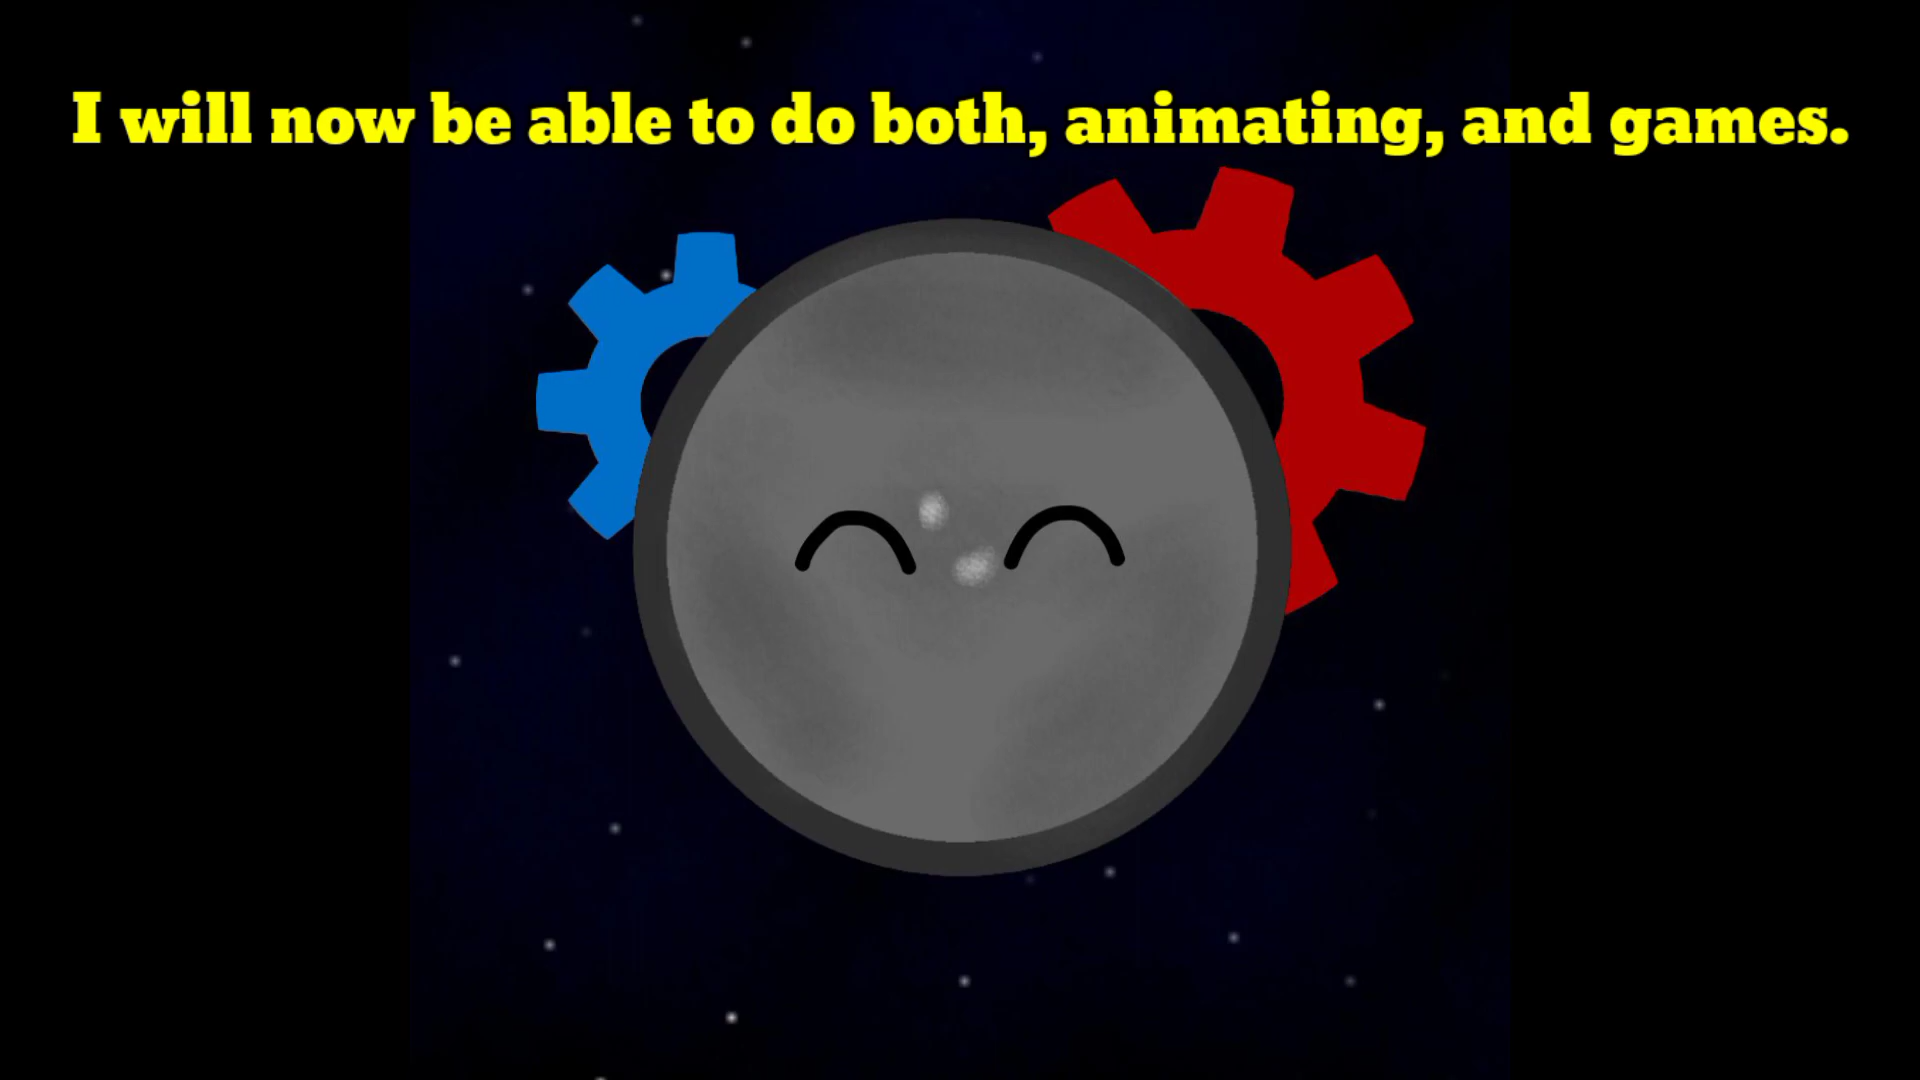 I will now be able to do both, animating, and games.